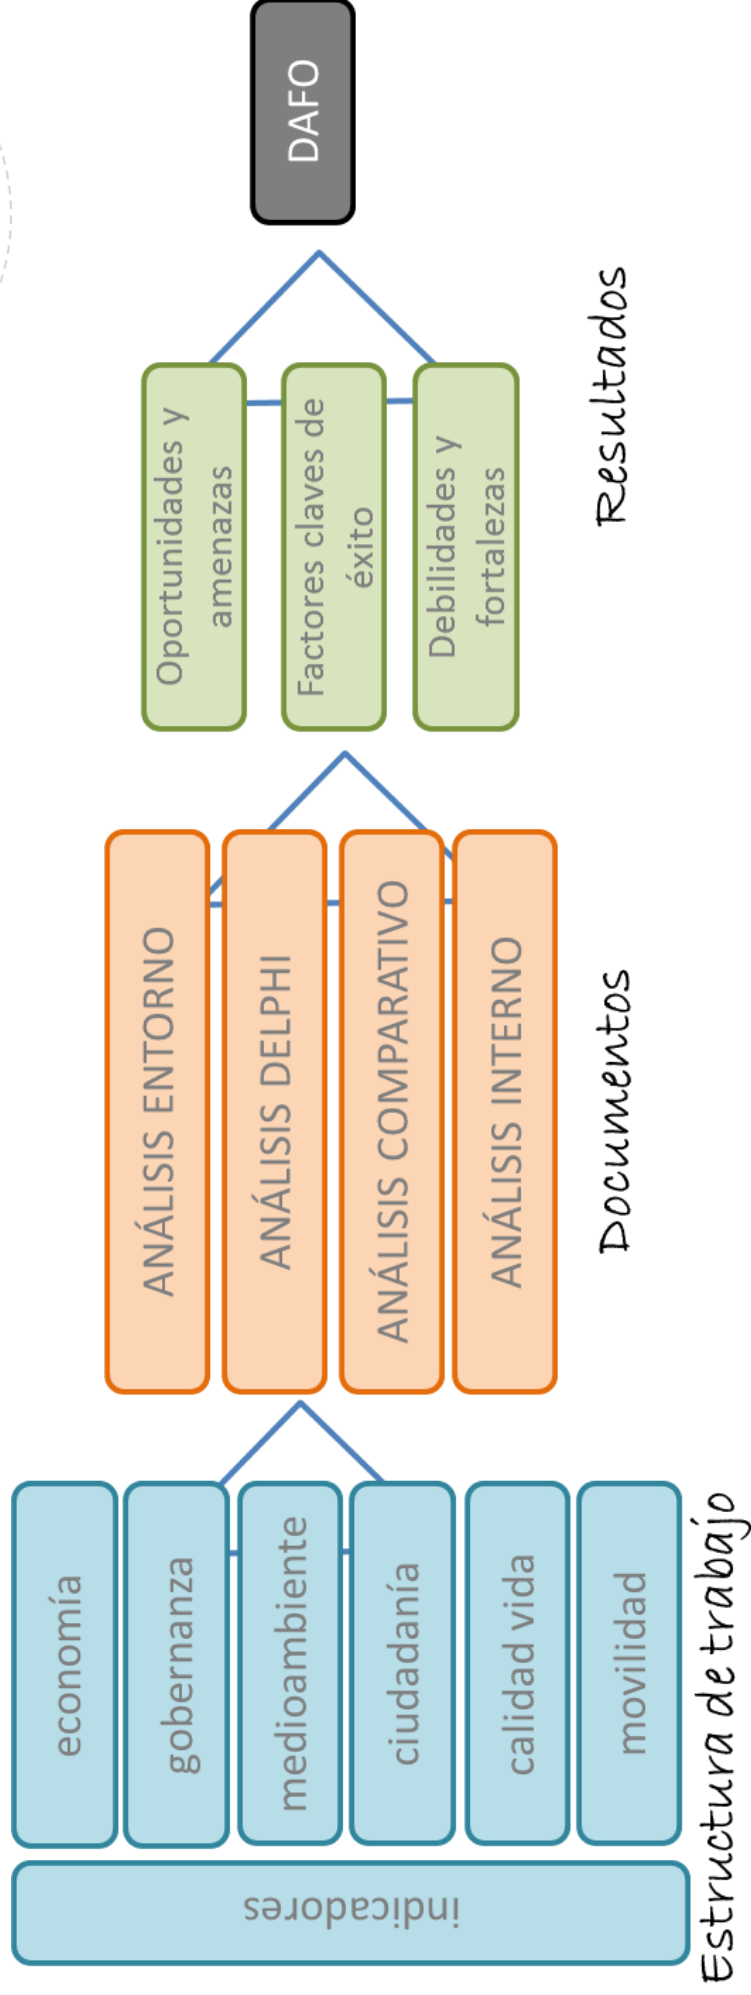 indicadores
economía
gobernanza
medioambiente
ciudadanía
calidad vida
movilidad
Estructura de trabajo
ANÁLISIS ENTORNO
ANÁLISIS DELPHI
ANÁLISIS COMPARATIVO
ANÁLISIS INTERNO
Documentos
Oportunidades y
amenazas
Factores claves de
éxito
Debilidades y
fortalezas
Resultados
DAFO